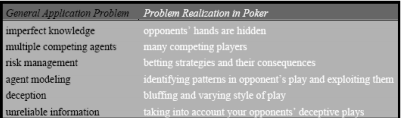 General Application Problem Problem Realization in Poker
imperfect knowledge opponents' hands are hidden
multiple competing agents many competing players
risk management betting strategies and their consequences
agent modeling identifying patterns in opponent's play and exploiting them
deception bluffing and varying style of play
unreliable information taking into account your opponents' deceptive plays